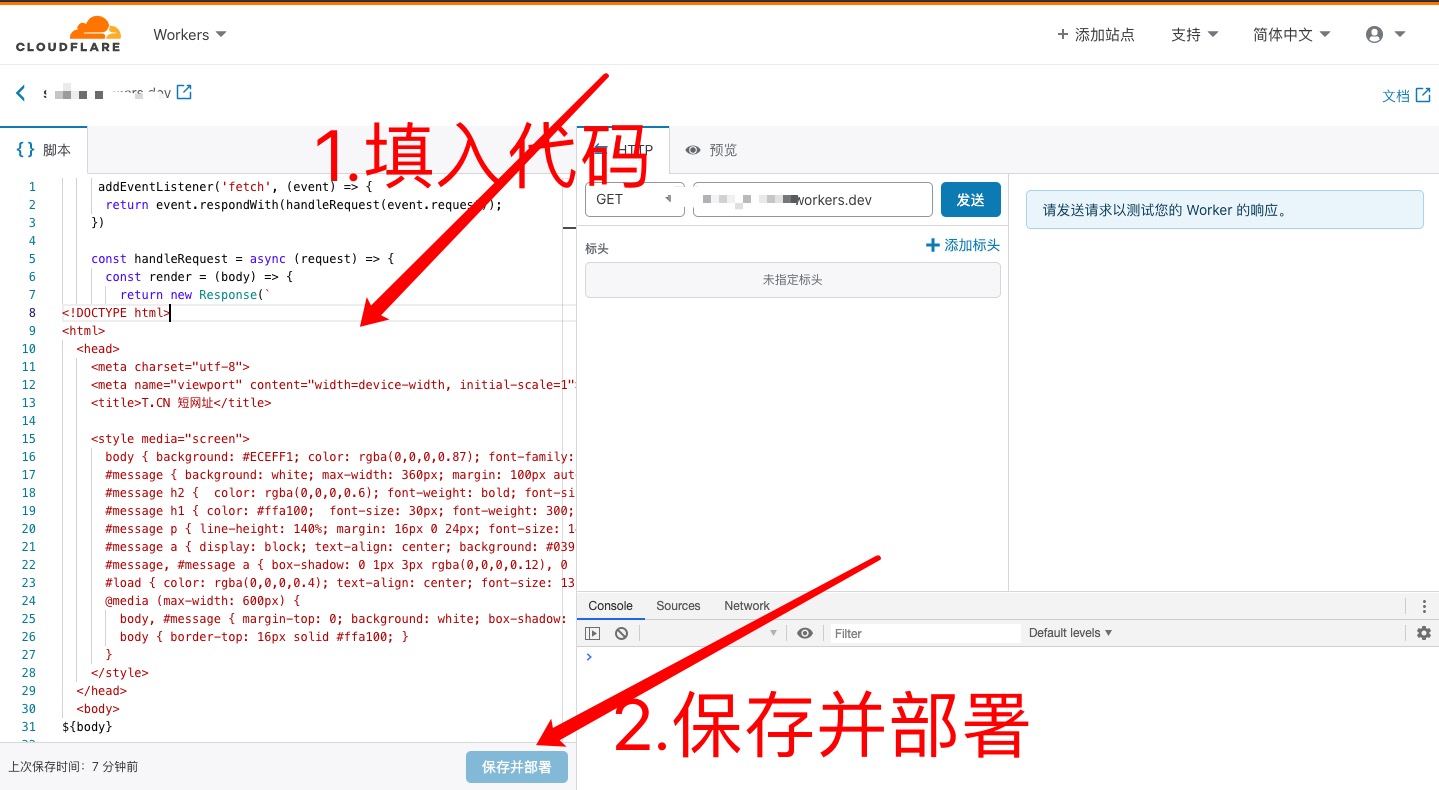 CLOUDFLARE
Workers
添加站点
支持
简体中文
文档
{} 脚本
1.填入代码
HTTP
预览
1 addEventListener('fetch', (event) => {
2 return event.respondWith(handleRequest(event.request));
3 })
4
5 const handleRequest = async (request) => {
6 const render = (body) => {
7 return new Response(`
8 <!DOCTYPE html>
9 <html>
10 <head>
11 <meta charset="utf-8">
12 <meta name="viewport" content="width=device-width, initial-scale=1">
13 <title>T.CN 短网址</title>
14
15 <style media="screen">
16 body { background: #ECEFF1; color: rgba(0,0,0,0.87); font-family:
17 #message { background: white; max-width: 360px; margin: 100px aut
18 #message h2 { color: rgba(0,0,0,0.6); font-weight: bold; font-si
19 #message h1 { color: #ffa100; font-size: 30px; font-weight: 300;
20 #message p { line-height: 140%; margin: 16px 0 24px; font-size: 1
21 #message a { display: block; text-align: center; background: #039
22 #message, #message a { box-shadow: 0 1px 3px rgba(0,0,0,0.12), 0
23 #load { color: rgba(0,0,0,0.4); text-align: center; font-size: 13
24 @media (max-width: 600px) {
25 body, #message { margin-top: 0; background: white; box-shadow:
26 body { border-top: 16px solid #ffa100; }
27 }
28 </style>
29 </head>
30 <body>
31 ${body}
上次保存时间：7 分钟前
保存并部署
GET
workers.dev
发送
标头
添加标头
未指定标头
请发送请求以测试您的 Worker 的响应。
Console
Sources
Network
Filter
Default levels
2.保存并部署